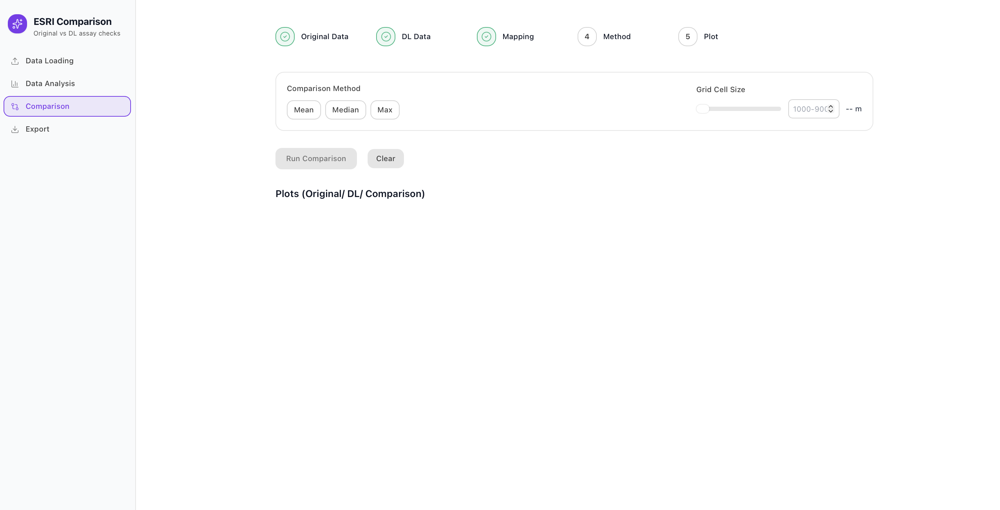 ESRI Comparison
Original vs DL assay checks
Data Loading
Data Analysis
Comparison
Export
Original Data
DL Data
Mapping
4 Method
5 Plot
Comparison Method
Mean Median Max
Grid Cell Size
1000-900 -- m
Run Comparison Clear
Plots (Original/ DL/ Comparison)